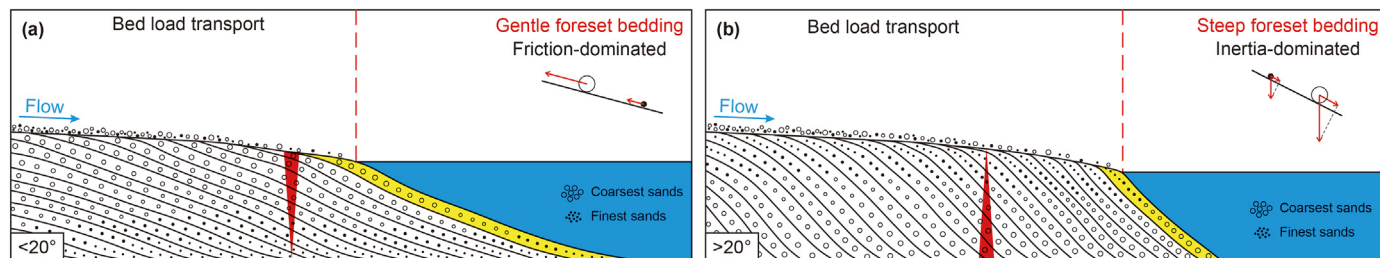 (a)
Bed load transport
Gentle foreset bedding
Friction-dominated
Flow
Coarsest sands
Finest sands
<20°
(b)
Bed load transport
Steep foreset bedding
Inertia-dominated
Flow
Coarsest sands
Finest sands
>20°